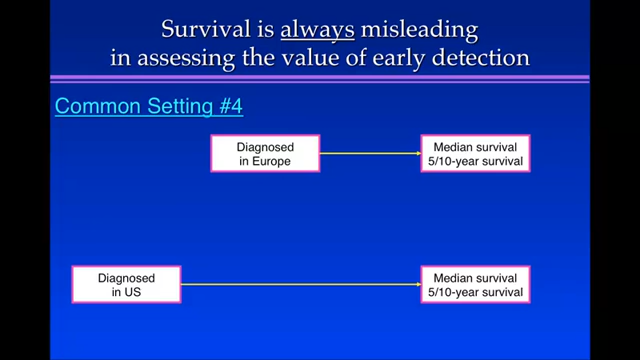 Survival is always misleading
in assessing the value of early detection
Common Setting #4
Diagnosed
in Europe
Median survival
5/10-year survival
Diagnosed
in US
Median survival
5/10-year survival